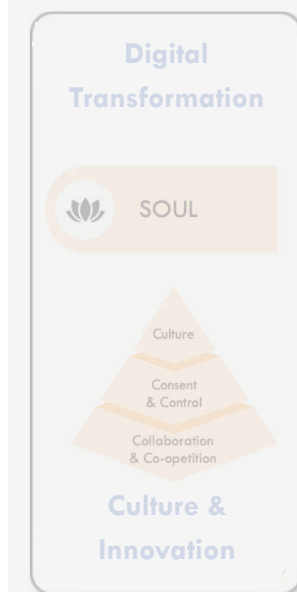 Digital
Transformation
SOUL
Culture
Consent
& Control
Collaboration
& Co-opetition
Culture &
Innovation